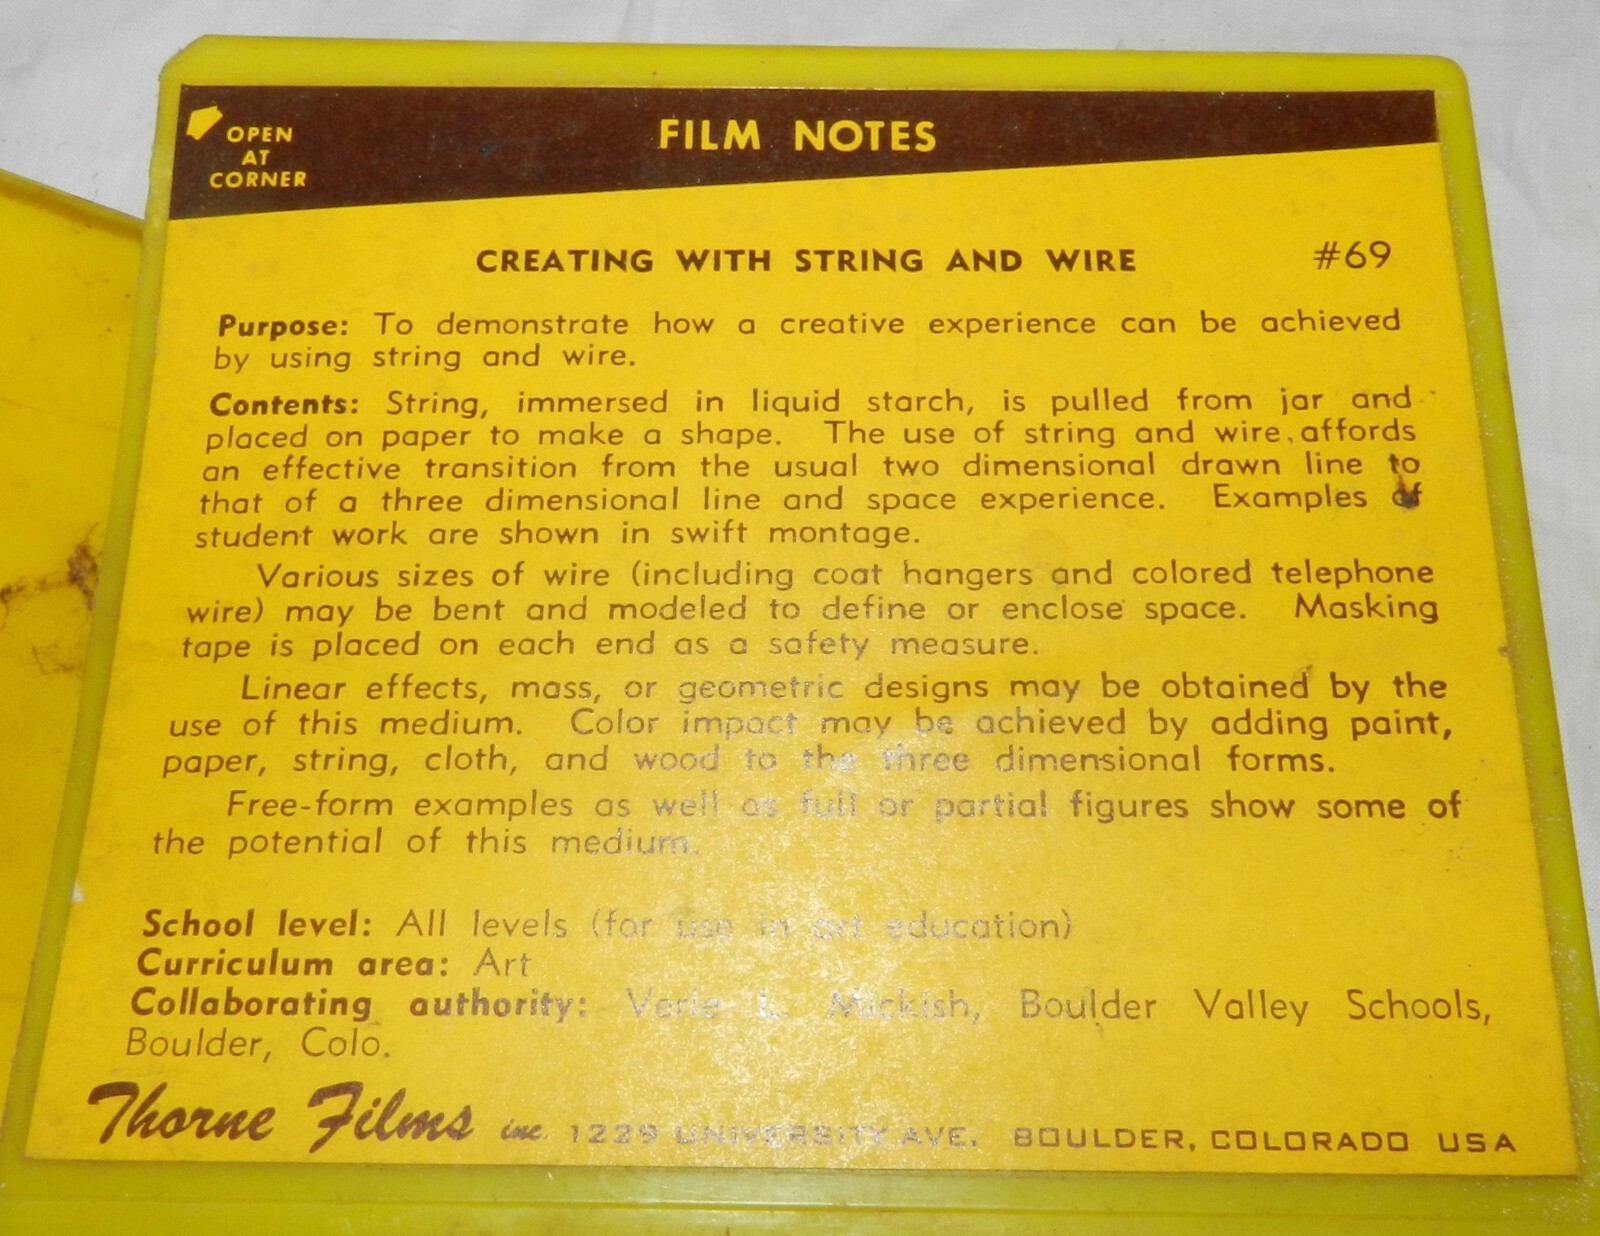 OPEN
AT
CORNER
FILM NOTES
CREATING WITH STRING AND WIRE #69
Purpose: To demonstrate how a creative experience can be achieved
by using string and wire.
Contents: String, immersed in liquid starch, is pulled from jar and
placed on paper to make a shape. The use of string and wire affords
an effective transition from the usual two dimensional drawn line to
that of a three dimensional line and space experience. Examples of
student work are shown in swift montage.
Various sizes of wire (including coat hangers and colored telephone
wire) may be bent and modeled to define or enclose space. Masking
tape is placed on each end as a safety measure.
Linear effects, mass, or geometric designs may be obtained by the
use of this medium. Color impact may be achieved by adding paint,
paper, string, cloth, and wood to the three dimensional forms.
Free-form examples as well as full or partial figures show some of
the potential of this medium.
School level: All levels (for use in art education)
Curriculum area: Art
Collaborating authority: Verle L. Mickish, Boulder Valley Schools,
Boulder, Colo.
Thorne Films inc. 1229 UNIVERSITY AVE. BOULDER, COLORADO USA